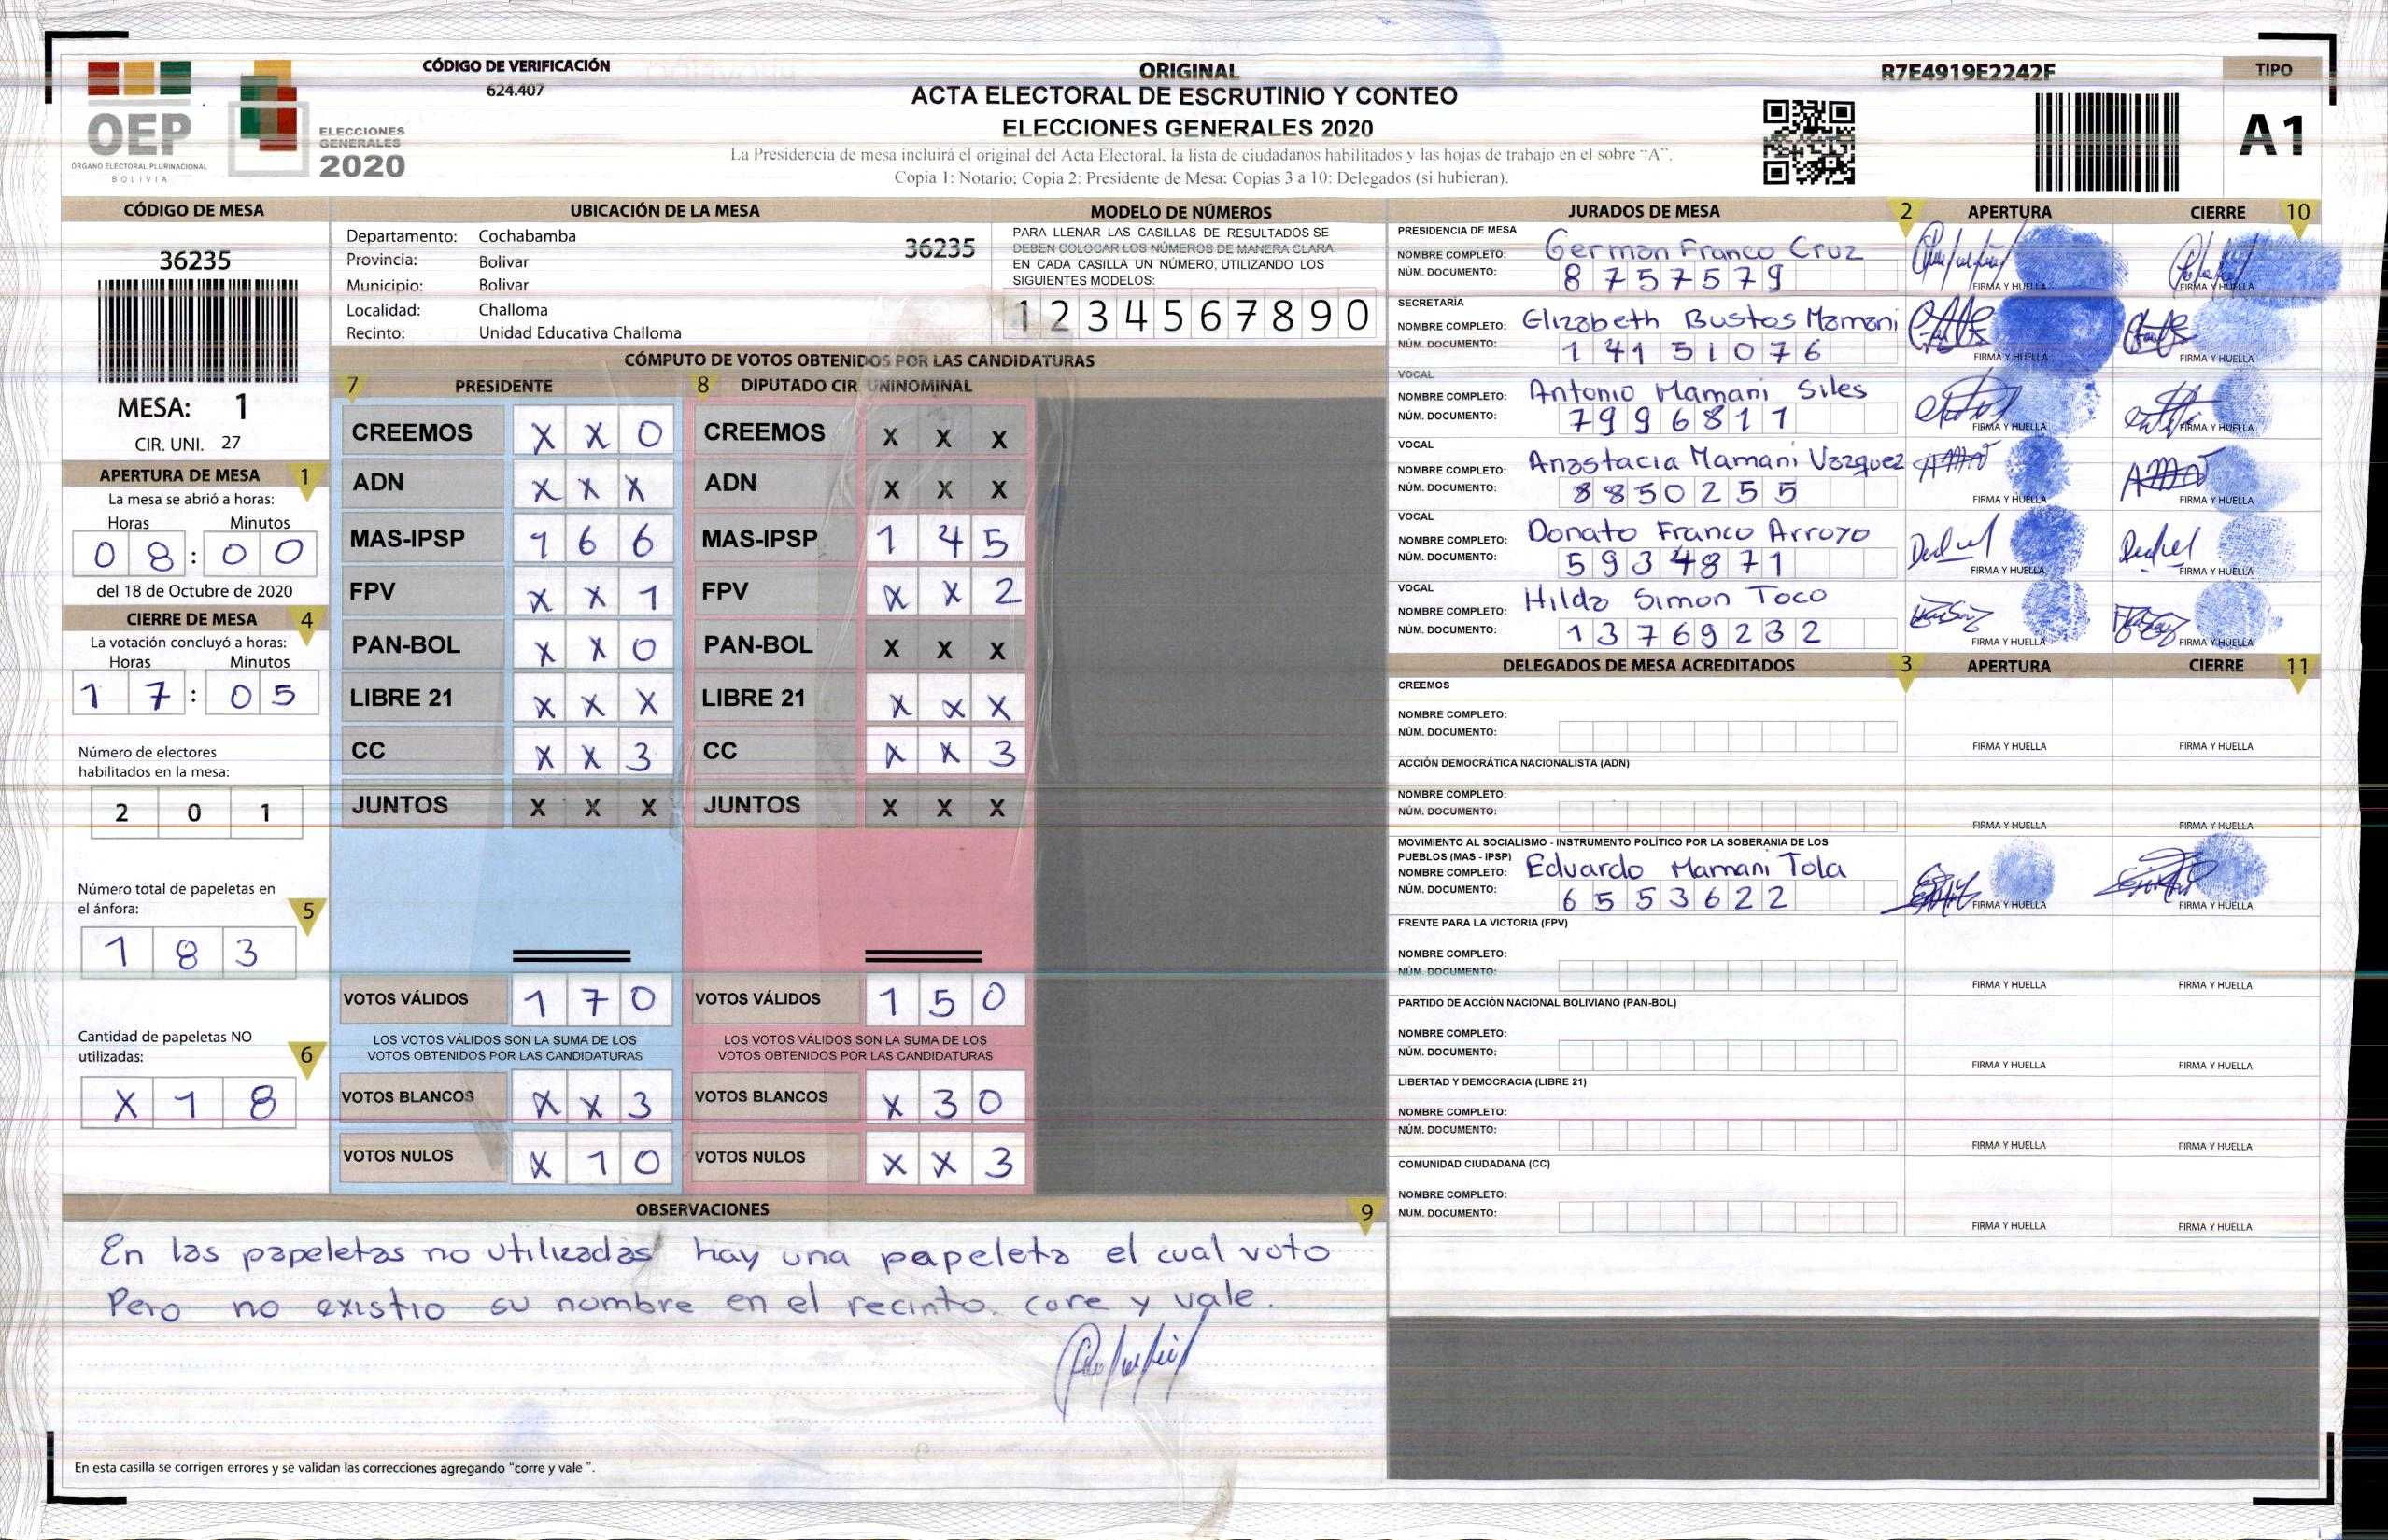 CÓDIGO DE VERIFICACIÓN
624.407
OEP
ÓRGANO ELECTORAL PLURINACIONAL
BOLIVIA
ELECCIONES
GENERALES
2020
ORIGINAL
ACTA ELECTORAL DE ESCRUTINIO Y CONTEO
ELECCIONES GENERALES 2020
La Presidencia de mesa incluirá el original del Acta Electoral, la lista de ciudadanos habilitados y las hojas de trabajo en el sobre "A".
Copia 1: Notario; Copia 2: Presidente de Mesa; Copias 3 a 10: Delegados (si hubieran).
R7E4919E2242F
TIPO
A1
CÓDIGO DE MESA
36235
MESA: 1
CIR. UNI. 27
APERTURA DE MESA 1
La mesa se abrió a horas:
Horas Minutos
0 8 : 0 0
del 18 de Octubre de 2020
CIERRE DE MESA 4
La votación concluyó a horas:
Horas Minutos
1 7 : 0 5
Número de electores
habilitados en la mesa:
2 0 1
Número total de papeletas en
el ánfora: 5
1 8 3
Cantidad de papeletas NO
utilizadas: 6
X 1 8
UBICACIÓN DE LA MESA
Departamento: Cochabamba 36235
Provincia: Bolivar
Municipio: Bolivar
Localidad: Challoma
Recinto: Unidad Educativa Challoma
MODELO DE NÚMEROS
PARA LLENAR LAS CASILLAS DE RESULTADOS SE
DEBEN COLOCAR LOS NÚMEROS DE MANERA CLARA.
EN CADA CASILLA UN NÚMERO, UTILIZANDO LOS
SIGUIENTES MODELOS:
1 2 3 4 5 6 7 8 9 0
CÓMPUTO DE VOTOS OBTENIDOS POR LAS CANDIDATURAS
7 PRESIDENTE 8 DIPUTADO CIR. UNINOMINAL
CREEMOS X X 0 CREEMOS X X X
ADN X X X ADN X X X
MAS-IPSP 1 6 6 MAS-IPSP 1 4 5
FPV X X 1 FPV X X 2
PAN-BOL X X 0 PAN-BOL X X X
LIBRE 21 X X X LIBRE 21 X X X
CC X X 3 CC X X 3
JUNTOS X X X JUNTOS X X X
VOTOS VÁLIDOS 1 7 0 VOTOS VÁLIDOS 1 5 0
LOS VOTOS VÁLIDOS SON LA SUMA DE LOS LOS VOTOS VÁLIDOS SON LA SUMA DE LOS
VOTOS OBTENIDOS POR LAS CANDIDATURAS VOTOS OBTENIDOS POR LAS CANDIDATURAS
VOTOS BLANCOS X X 3 VOTOS BLANCOS X 3 0
VOTOS NULOS X 1 0 VOTOS NULOS X X 3
OBSERVACIONES 9
En las papeletas no utilizadas hay una papeleta el cual voto
Pero no existio su nombre en el recinto. core y vale.
En esta casilla se corrigen errores y se validan las correcciones agregando "corre y vale ".
JURADOS DE MESA 2 APERTURA CIERRE 10
PRESIDENCIA DE MESA
NOMBRE COMPLETO: German Franco Cruz
NÚM. DOCUMENTO: 8757579 FIRMA Y HUELLA FIRMA Y HUELLA
SECRETARÍA
NOMBRE COMPLETO: Elizabeth Bustos Mamani
NÚM. DOCUMENTO: 14151076 FIRMA Y HUELLA FIRMA Y HUELLA
VOCAL
NOMBRE COMPLETO: Antonio Mamani Siles
NÚM. DOCUMENTO: 7996811 FIRMA Y HUELLA FIRMA Y HUELLA
VOCAL
NOMBRE COMPLETO: Anastacia Mamani Vazquez
NÚM. DOCUMENTO: 8850255 FIRMA Y HUELLA FIRMA Y HUELLA
VOCAL
NOMBRE COMPLETO: Donato Franco Arroyo
NÚM. DOCUMENTO: 5934871 FIRMA Y HUELLA FIRMA Y HUELLA
VOCAL
NOMBRE COMPLETO: Hilda Simon Toco
NÚM. DOCUMENTO: 13769232 FIRMA Y HUELLA FIRMA Y HUELLA
DELEGADOS DE MESA ACREDITADOS 3 APERTURA CIERRE 11
CREEMOS
NOMBRE COMPLETO:
NÚM. DOCUMENTO: FIRMA Y HUELLA FIRMA Y HUELLA
ACCIÓN DEMOCRÁTICA NACIONALISTA (ADN)
NOMBRE COMPLETO:
NÚM. DOCUMENTO: FIRMA Y HUELLA FIRMA Y HUELLA
MOVIMIENTO AL SOCIALISMO - INSTRUMENTO POLÍTICO POR LA SOBERANIA DE LOS
PUEBLOS (MAS - IPSP)
NOMBRE COMPLETO: Eduardo Mamani Tola
NÚM. DOCUMENTO: 6553622 FIRMA Y HUELLA FIRMA Y HUELLA
FRENTE PARA LA VICTORIA (FPV)
NOMBRE COMPLETO:
NÚM. DOCUMENTO: FIRMA Y HUELLA FIRMA Y HUELLA
PARTIDO DE ACCIÓN NACIONAL BOLIVIANO (PAN-BOL)
NOMBRE COMPLETO:
NÚM. DOCUMENTO: FIRMA Y HUELLA FIRMA Y HUELLA
LIBERTAD Y DEMOCRACIA (LIBRE 21)
NOMBRE COMPLETO:
NÚM. DOCUMENTO: FIRMA Y HUELLA FIRMA Y HUELLA
COMUNIDAD CIUDADANA (CC)
NOMBRE COMPLETO:
NÚM. DOCUMENTO: FIRMA Y HUELLA FIRMA Y HUELLA